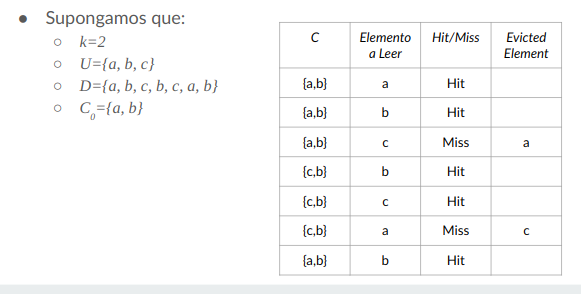 ● Supongamos que:
○ k=2
○ U={a, b, c}
○ D={a, b, c, b, c, a, b}
○ C₀={a, b}
C Elemento a Leer Hit/Miss Evicted Element
{a,b} a Hit
{a,b} b Hit
{a,b} c Miss a
{c,b} b Hit
{c,b} c Hit
{c,b} a Miss c
{a,b} b Hit